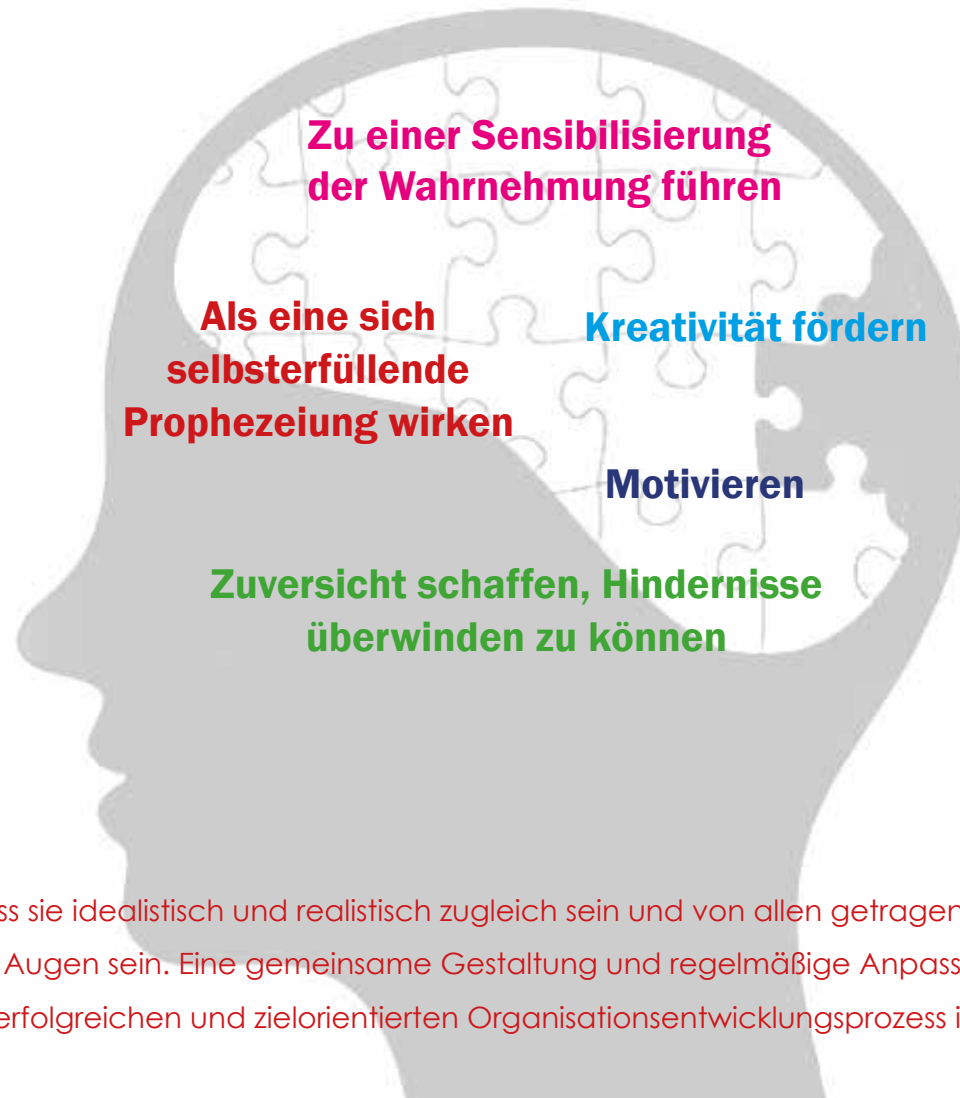 Zu einer Sensibilisierung
der Wahrnehmung führen
Als eine sich
selbsterfüllende
Prophezeiung wirken
Kreativität fördern
Motivieren
Zuversicht schaffen, Hindernisse
überwinden zu können
sie idealistisch und realistisch zugleich sein und von allen getragen
Augen sein. Eine gemeinsame Gestaltung und regelmäßige
erfolgreichen und zielorientierten Organisationsentwicklungsprozess